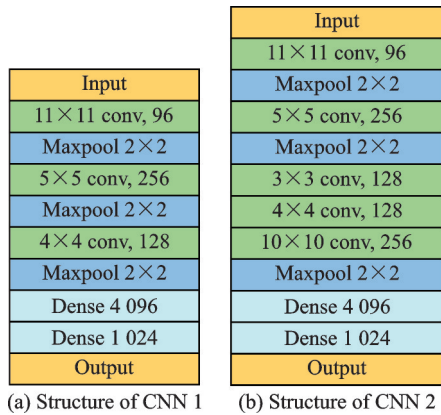 Input
11×11 conv, 96
Maxpool 2×2
5×5 conv, 256
Maxpool 2×2
4×4 conv, 128
Maxpool 2×2
Dense 4 096
Dense 1 024
Output
(a) Structure of CNN 1
Input
11×11 conv, 96
Maxpool 2×2
5×5 conv, 256
Maxpool 2×2
3×3 conv, 128
4×4 conv, 128
10×10 conv, 256
Maxpool 2×2
Dense 4 096
Dense 1 024
Output
(b) Structure of CNN 2